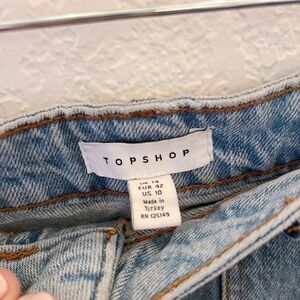 TOPSHOP
UK 14
EUR 42
US 10
Made in
Turkey
RN 125149